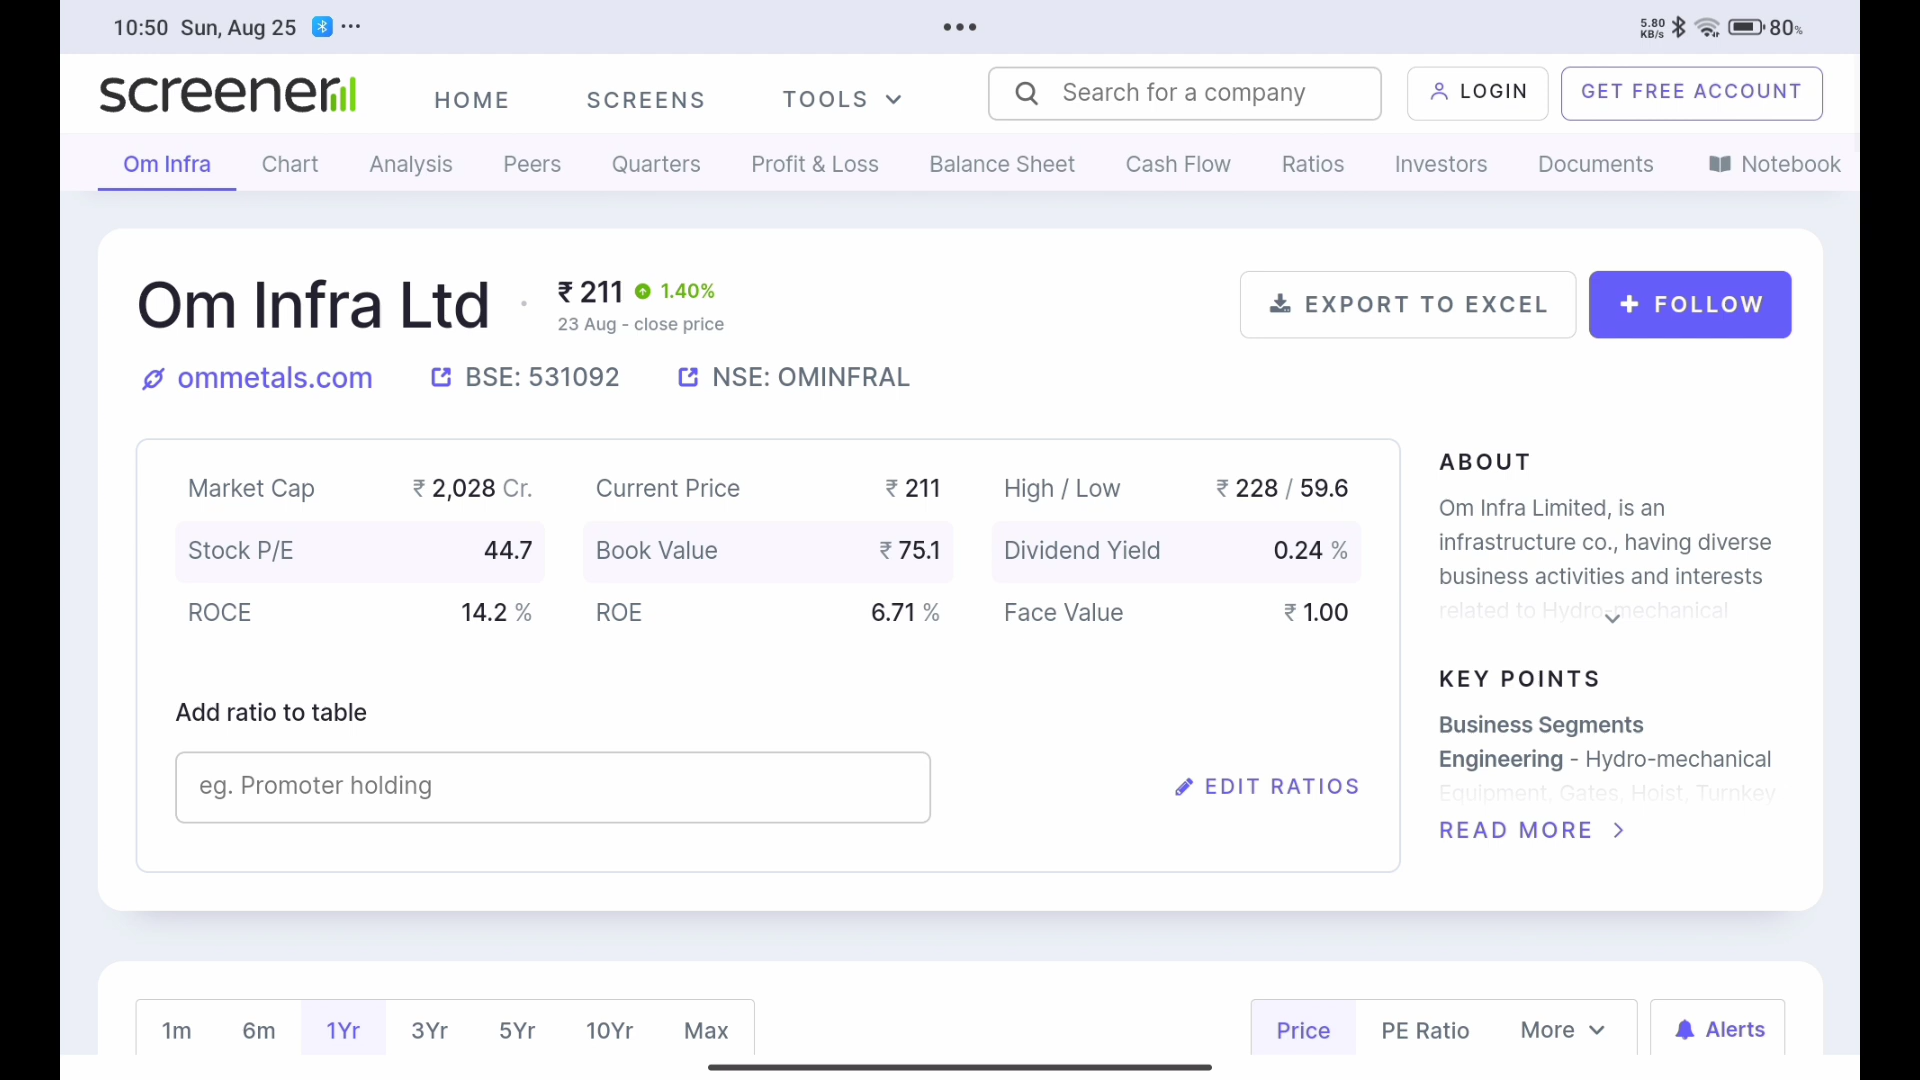 10:50 Sun, Aug 25
5.80 KB/s 80%
screener
HOME SCREENS TOOLS
Search for a company
LOGIN
GET FREE ACCOUNT
Om Infra Chart Analysis Peers Quarters Profit & Loss Balance Sheet Cash Flow Ratios Investors Documents Notebook
Om Infra Ltd
₹ 211 1.40%
23 Aug - close price
EXPORT TO EXCEL
+ FOLLOW
ommetals.com BSE: 531092 NSE: OMINFRAL
Market Cap ₹ 2,028 Cr. Current Price ₹ 211 High / Low ₹ 228 / 59.6
Stock P/E 44.7 Book Value ₹ 75.1 Dividend Yield 0.24 %
ROCE 14.2 % ROE 6.71 % Face Value ₹ 1.00
Add ratio to table
eg. Promoter holding
EDIT RATIOS
ABOUT
Om Infra Limited, is an
infrastructure co., having diverse
business activities and interests
related to Hydro-mechanical
KEY POINTS
Business Segments
Engineering - Hydro-mechanical
Equipment, Gates, Hoist, Turnkey
READ MORE
1m 6m 1Yr 3Yr 5Yr 10Yr Max
Price PE Ratio More
Alerts